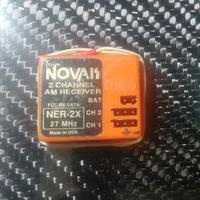 Team
NOVAK
2 CHANNEL
AM RECEIVER
BAT
FCC-RX DATA-
NER-2X
CH 2
27 MHz
CH 1
Made in USA